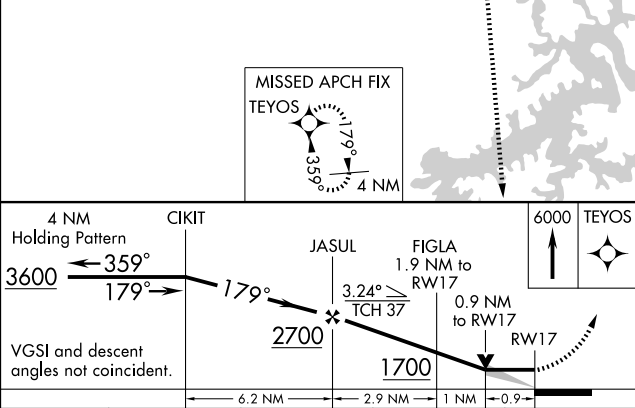 MISSED APCH FIX
TEYOS
179°
359°
4 NM
4 NM
Holding Pattern
CIKIT
6000
TEYOS
JASUL
FIGLA
1.9 NM to
RW17
359°
3600
179°
179°
3.24°
TCH 37
0.9 NM
to RW17
2700
RW17
1700
VGSI and descent
angles not coincident.
6.2 NM
2.9 NM
1 NM
0.9